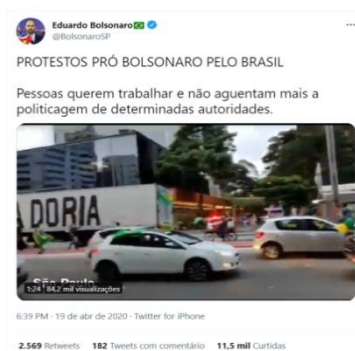 Eduardo Bolsonaro
@BolsonaroSP
PROTESTOS PRÓ BOLSONARO PELO BRASIL
Pessoas querem trabalhar e não aguentam mais a
politicagem de determinadas autoridades.
DORIA
São Paulo
1:24 84,2 mil visualizações
6:39 PM · 19 de abr de 2020 · Twitter for iPhone
2.569 Retweets 182 Tweets com comentário 11,5 mil Curtidas